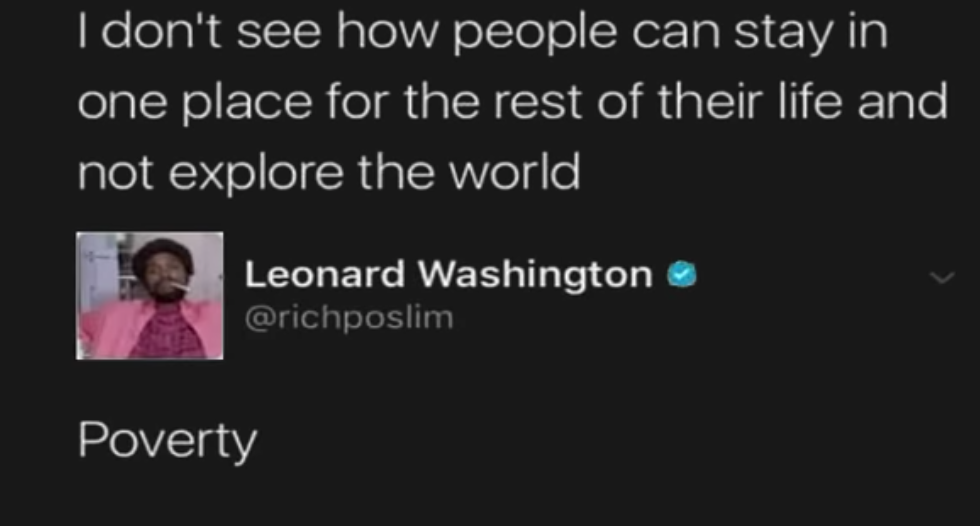 I don't see how people can stay in
one place for the rest of their life and
not explore the world
Leonard Washington
@richposlim
Poverty